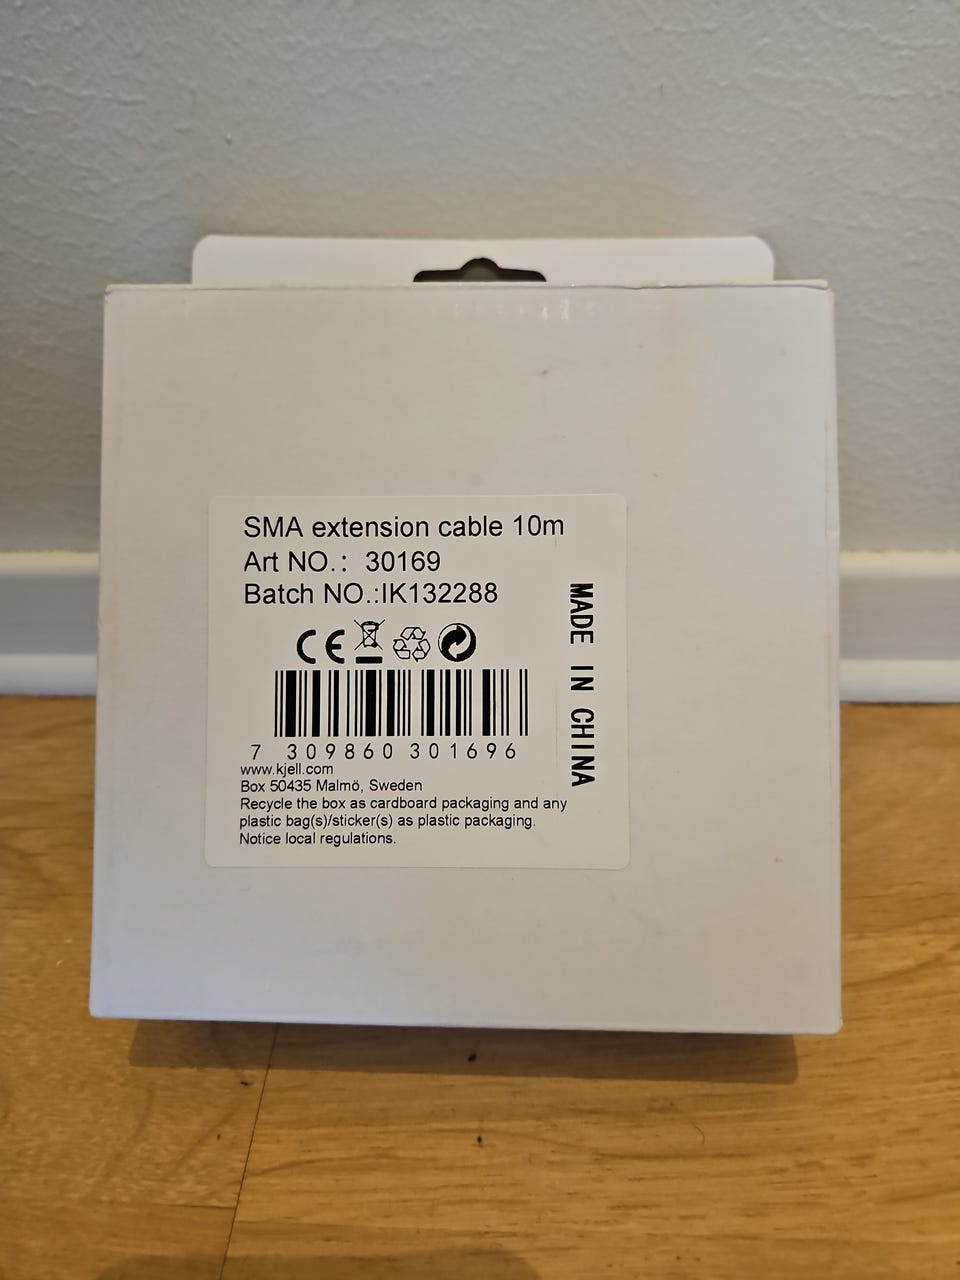 SMA extension cable 10m
Art NO.: 30169
Batch NO.:IK132288
CE
7 309860 301696
www.kjell.com
Box 50435 Malmö, Sweden
Recycle the box as cardboard packaging and any
plastic bag(s)/sticker(s) as plastic packaging.
Notice local regulations.
MADE IN CHINA